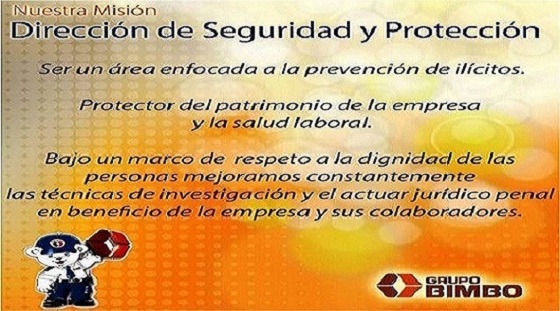 Nuestra Misión
Dirección de Seguridad y Protección
Ser un área enfocada a la prevención de ilícitos.
Protector del patrimonio de la empresa
y la salud laboral.
Bajo un marco de respeto a la dignidad de las
personas mejoramos constantemente
las técnicas de investigación y el actuar jurídico penal
en beneficio de la empresa y sus colaboradores.
GRUPO
BIMBO